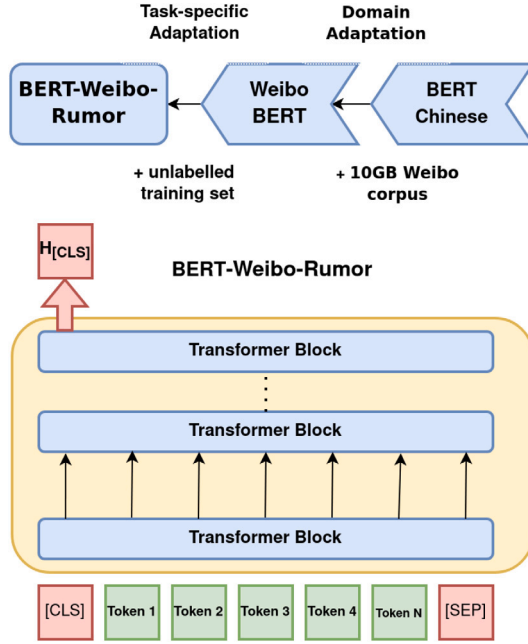 Task-specific
Adaptation
Domain
Adaptation
BERT-Weibo-
Rumor
Weibo
BERT
BERT
Chinese
+ unlabelled
training set
+ 10GB Weibo
corpus
H[CLS]
BERT-Weibo-Rumor
Transformer Block
Transformer Block
Transformer Block
[CLS]
Token 1
Token 2
Token 3
Token 4
Token N
[SEP]